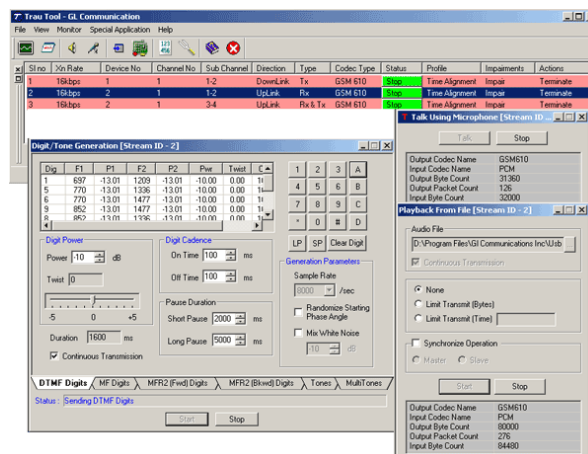 Trau Tool - GL Communication
File View Monitor Special Application Help
Sl no Xn Rate Device No Channel No Sub Channel Direction Type Codec Type Status Profile Impairments Actions
1 16kbps 1 1 1-2 DownLink Tx GSM 610 Stop Time Alignment Impair Terminate
2 16kbps 2 1 1-2 UpLink Rx GSM 610 Stop Time Alignment Impair Terminate
3 16kbps 2 1 3-4 UpLink Rx & Tx GSM 610 Stop Time Alignment Impair Terminate
Digit/Tone Generation [Stream ID - 2]
Dig F1 P1 F2 P2 Pwr Twist
1 697 -13.01 1209 -13.01 -10.00 0.00
5 770 -13.01 1336 -13.01 -10.00 0.00
6 770 -13.01 1477 -13.01 -10.00 0.00
9 852 -13.01 1477 -13.01 -10.00 0.00
8 852 -13.01 1336 -13.01 -10.00 0.00
1 2 3 A
4 5 6 B
7 8 9 C
* 0 # D
LP SP Clear Digit
Digit Power
Power -10 dB
Twist 0
-5 0 +5
Duration 1600 ms
Continuous Transmission
Digit Cadence
On Time 100 ms
Off Time 100 ms
Pause Duration
Short Pause 2000 ms
Long Pause 5000 ms
Generation Parameters
Sample Rate
8000 /sec
Randomize Starting
Phase Angle
Mix White Noise
-10 dB
DTMF Digits MF Digits MFR2 (Fwd) Digits MFR2 (Bkwd) Digits Tones MultiTones
Status : Sending DTMF Digits
Start Stop
Talk Using Microphone [Stream ID ...
Talk Stop
Output Codec Name GSM610
Input Codec Name PCM
Output Byte Count 31360
Output Packet Count 126
Input Byte Count 32000
Playback From File [Stream ID - 2]
Audio File
D:\Program Files\Gl Communications Inc\Usb ...
Continuous Transmission
None
Limit Transmit (Bytes)
Limit Transmit (Time)
Synchronize Operation
Master Slave
Start Stop
Output Codec Name GSM610
Input Codec Name PCM
Output Byte Count 80000
Output Packet Count 276
Input Byte Count 84480